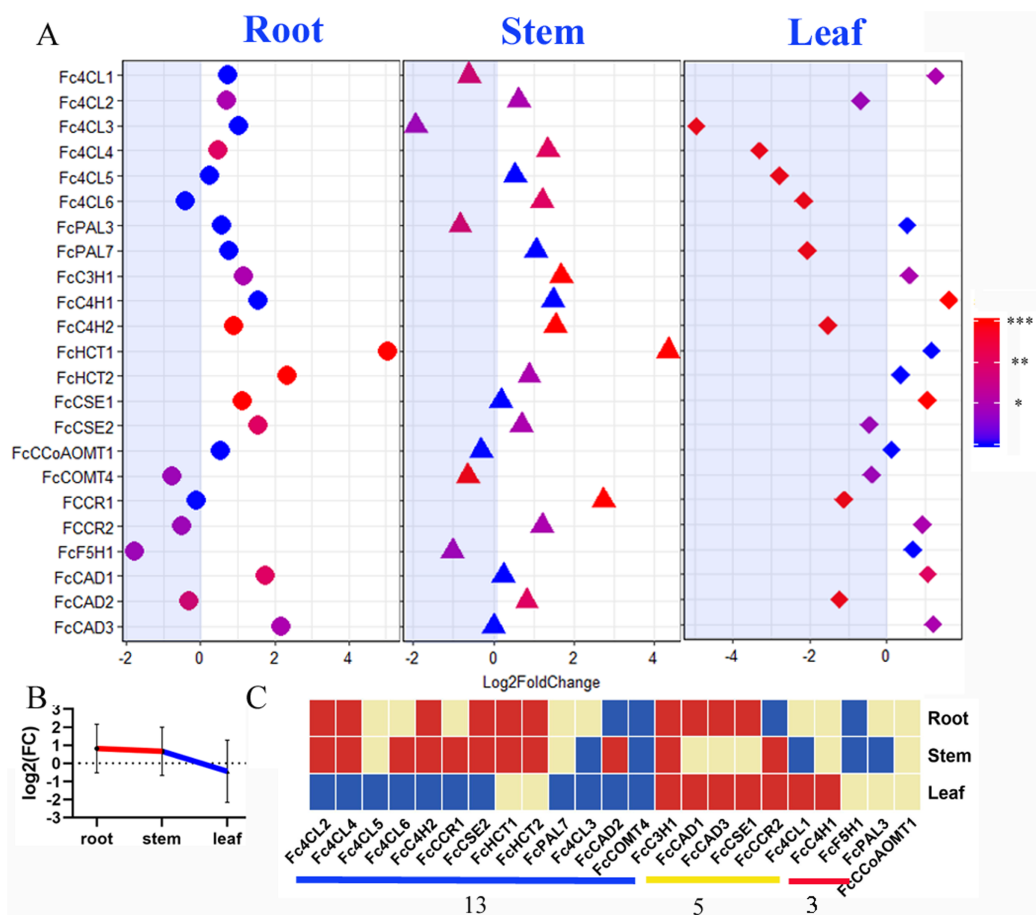 A
Root Stem Leaf
Fc4CL1
Fc4CL2
Fc4CL3
Fc4CL4
Fc4CL5
Fc4CL6
FcPAL3
FcPAL7
FcC3H1
FcC4H1
FcC4H2
FcHCT1
FcHCT2
FcCSE1
FcCSE2
FcCCoAOMT1
FcCOMT4
FCCR1
FCCR2
FcF5H1
FcCAD1
FcCAD2
FcCAD3
-2 0 2 4 -2 0 2 4 -4 -2 0
Log2FoldChange
***
**
*
B
log2(FC)
3
2
1
0
-1
-2
-3
root stem leaf
C
Root
Stem
Leaf
Fc4CL2 Fc4CL4 Fc4CL5 Fc4CL6 Fc4CH2 FcCCR1 FcCSE2 FcHCT1 FcHCT2 FcPAL7 Fc4CL3 FcCAD2 FcCOMT4 FcC3H1 FcCAD1 FcCAD3 FcCSE1 FcCCR2 Fc4CL1 FcC4H1 FcF5H1 FcPAL3 FcCCoAOMT1
13 5 3